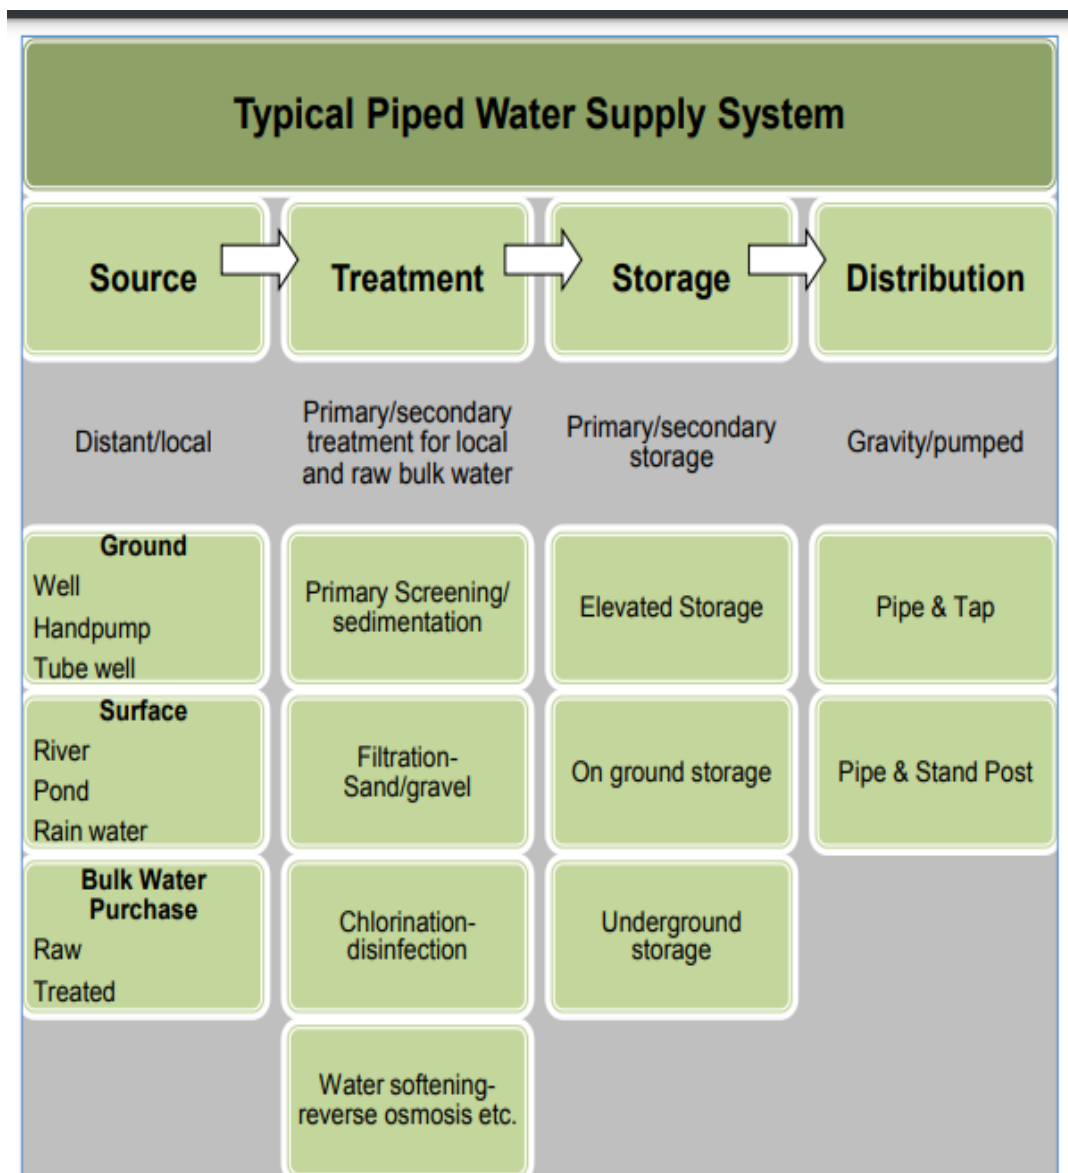 Typical Piped Water Supply System
Source
Treatment
Storage
Distribution
Distant/local
Primary/secondary
treatment for local
and raw bulk water
Primary/secondary
storage
Gravity/pumped
Ground
Well
Handpump
Tube well
Primary Screening/
sedimentation
Elevated Storage
Pipe & Tap
Surface
River
Pond
Rain water
Filtration-
Sand/gravel
On ground storage
Pipe & Stand Post
Bulk Water
Purchase
Raw
Treated
Chlorination-
disinfection
Underground
storage
Water softening-
reverse osmosis etc.